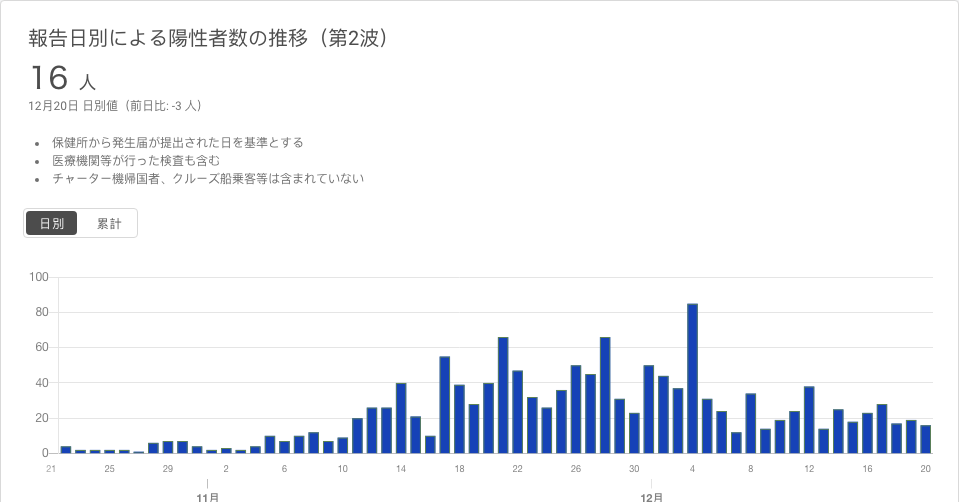 報告日別による陽性者数の推移（第2波）
16 人
12月20日 日別値（前日比: -3 人）
保健所から発生届が提出された日を基準とする
医療機関等が行った検査も含む
チャーター機帰国者、クルーズ船乗客等は含まれていない
日別 累計
100
80
60
40
20
0
21 25 29 2 6 10 14 18 22 26 30 4 8 12 16 20
11月 12月